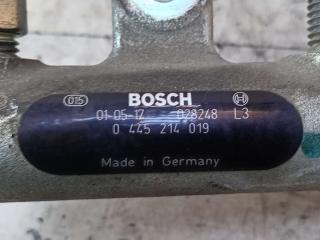 015 BOSCH
01-05-17 028248 L3
0 445 214 019
Made in Germany